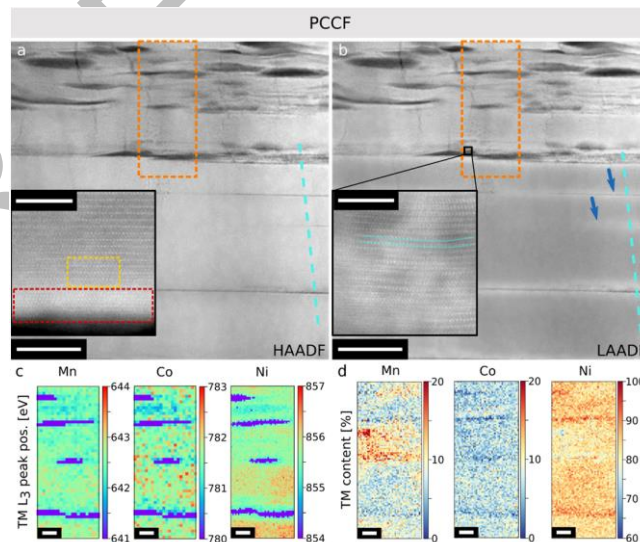 PCCF
a
b
HAADF
LAADF
c
Mn
Co
Ni
TM L3 peak pos. [eV]
644
643
642
641
783
782
781
780
857
856
855
854
d
Mn
Co
Ni
TM content [%]
20
10
0
20
10
0
100
90
80
70
60